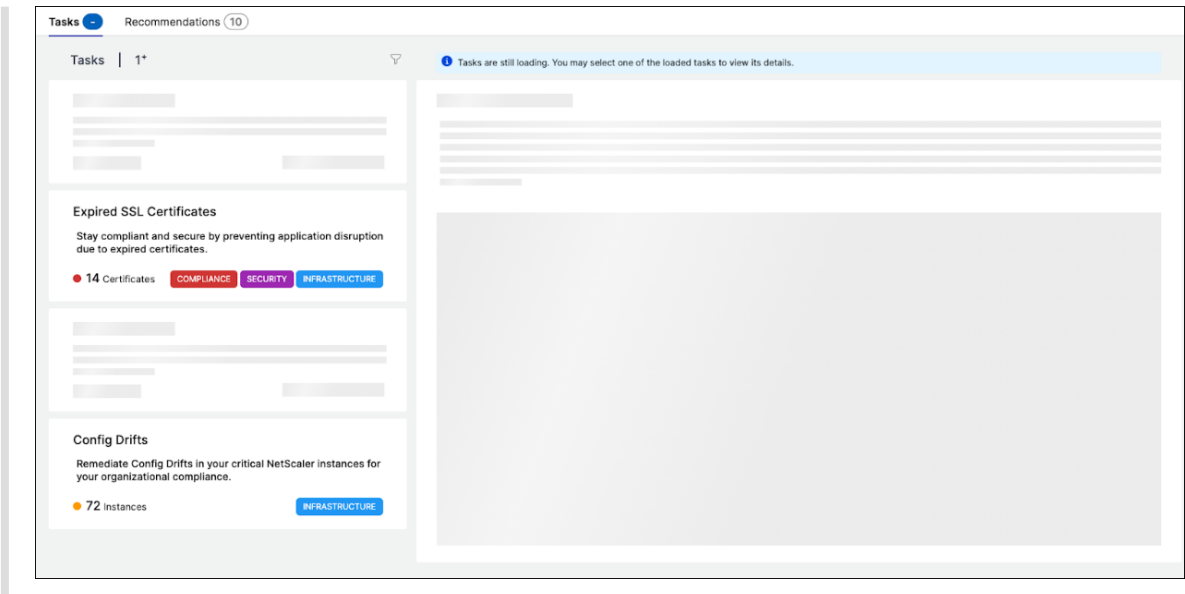 Tasks - Recommendations 10
Tasks | 1+
Tasks are still loading. You may select one of the loaded tasks to view its details.
Expired SSL Certificates
Stay compliant and secure by preventing application disruption
due to expired certificates.
14 Certificates COMPLIANCE SECURITY INFRASTRUCTURE
Config Drifts
Remediate Config Drifts in your critical NetScaler instances for
your organizational compliance.
72 Instances INFRASTRUCTURE